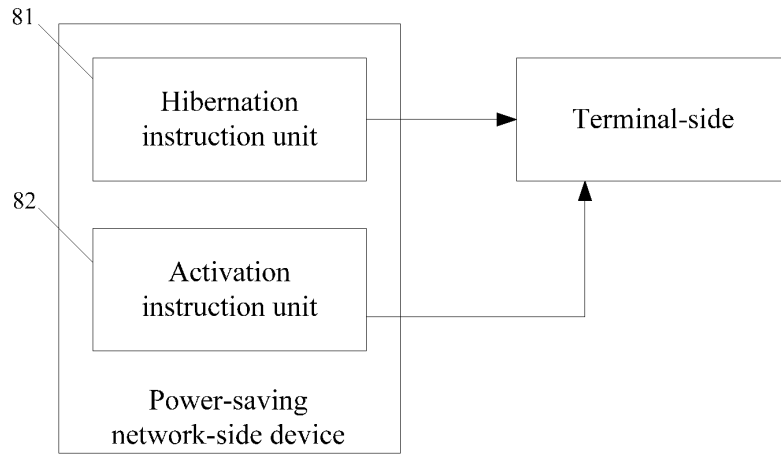 81
Hibernation
instruction unit
Terminal-side
82
Activation
instruction unit
Power-saving
network-side device